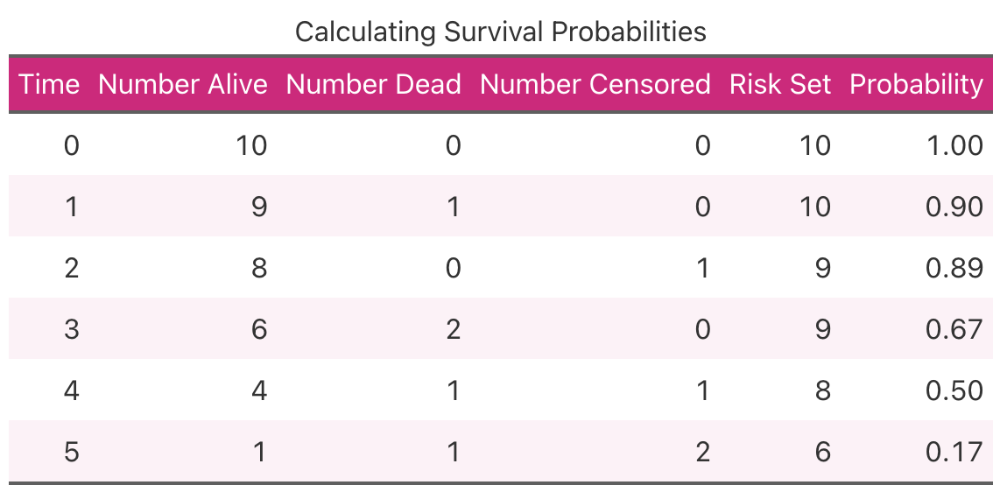 Calculating Survival Probabilities
Time Number Alive Number Dead Number Censored Risk Set Probability
0 10 0 0 10 1.00
1 9 1 0 10 0.90
2 8 0 1 9 0.89
3 6 2 0 9 0.67
4 4 1 1 8 0.50
5 1 1 2 6 0.17